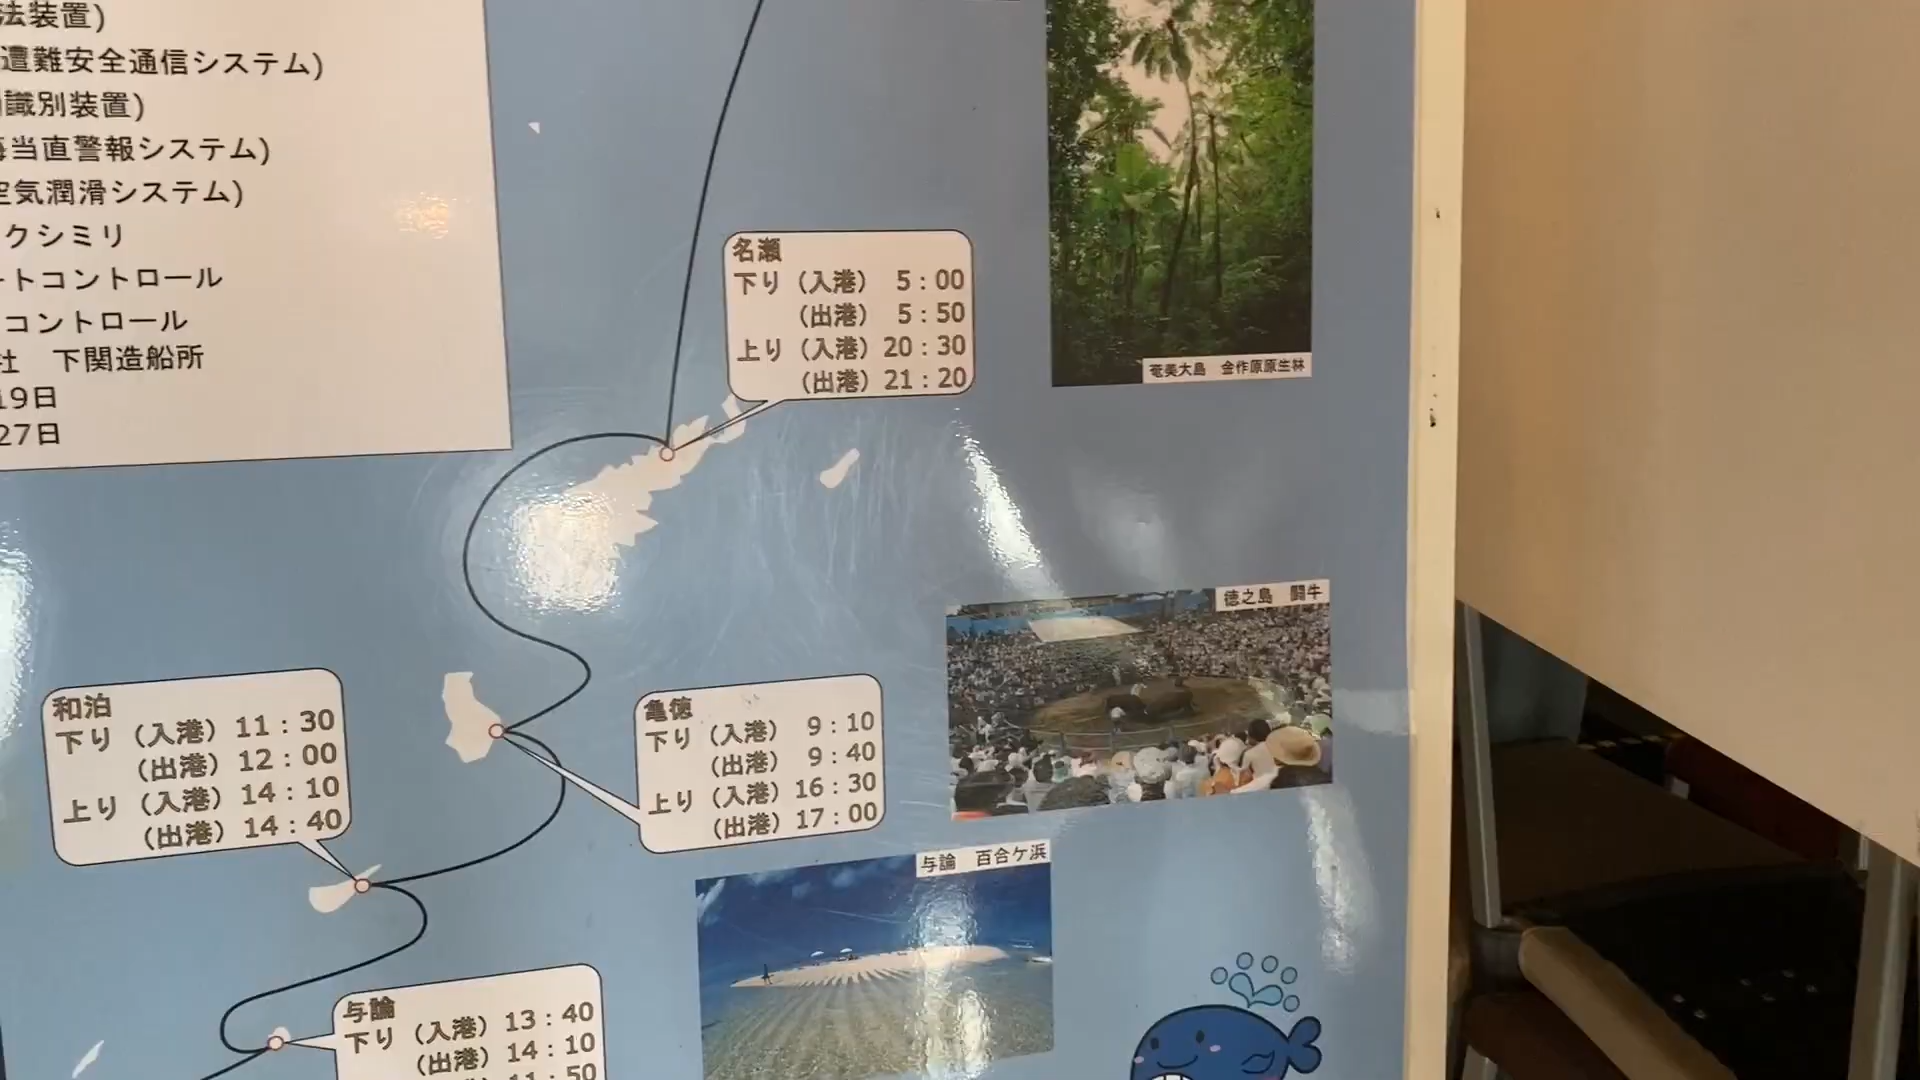 法装置)
遭難安全通信システム)
識別装置)
当直警報システム)
空気潤滑システム)
クシミリ
ートコントロール
コントロール
社　下関造船所
19日
27日
名瀬
下り（入港） 5：00
（出港） 5：50
上り（入港）20：30
（出港）21：20
奄美大島　金作原原生林
徳之島　闘牛
和泊
下り（入港）11：30
（出港）12：00
上り（入港）14：10
（出港）14：40
亀徳
下り（入港） 9：10
（出港） 9：40
上り（入港）16：30
（出港）17：00
与論　百合ケ浜
与論
下り（入港）13：40
（出港）14：10
11：50